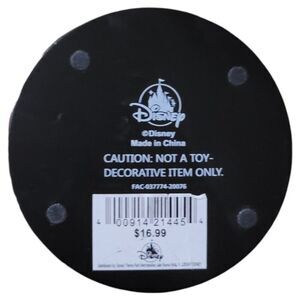 Disney
©Disney
Made in China
CAUTION: NOT A TOY-
DECORATIVE ITEM ONLY.
FAC-037774-20076
4 00914 21445 4
$16.99